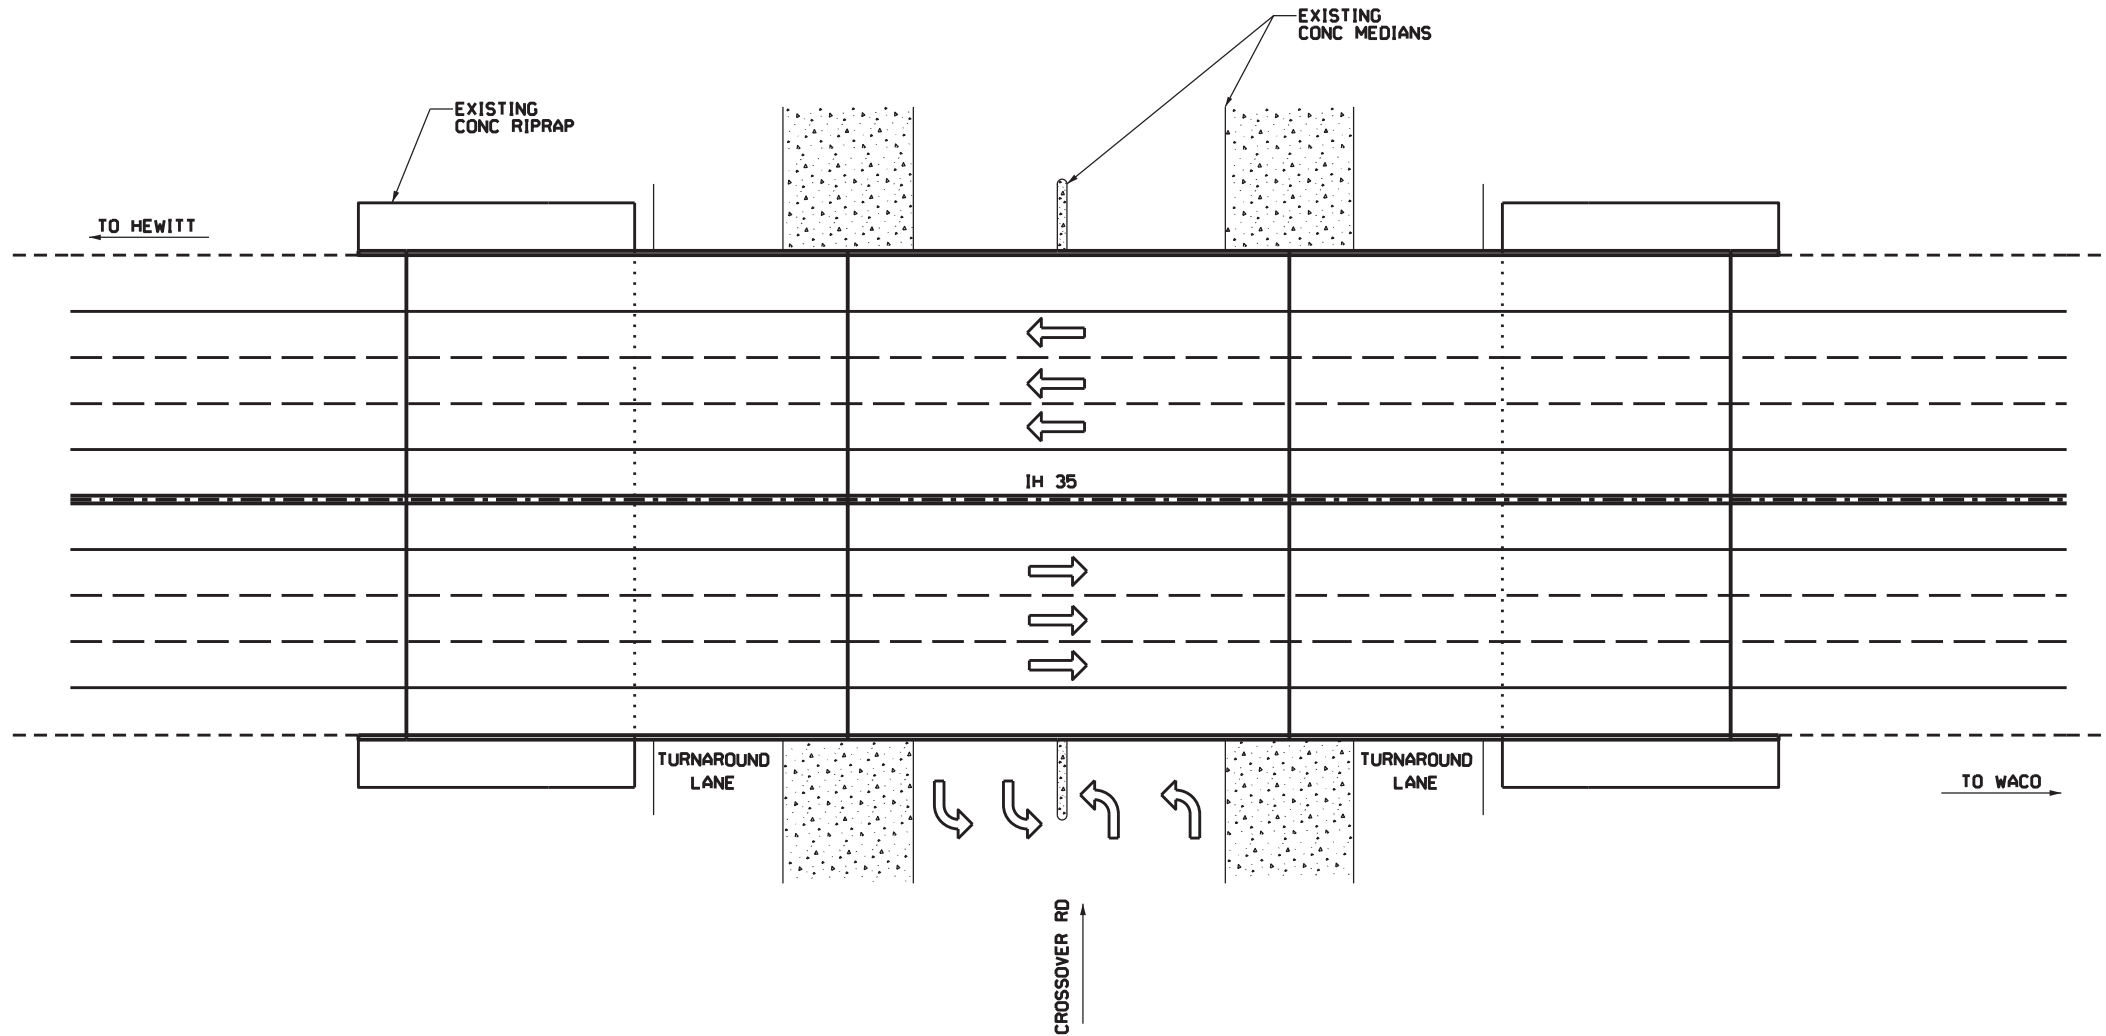 EXISTING
CONC MEDIANS
EXISTING
CONC RIPRAP
TO HEWITT
IH 35
TURNAROUND
LANE
TURNAROUND
LANE
TO WACO
CROSSOVER RD